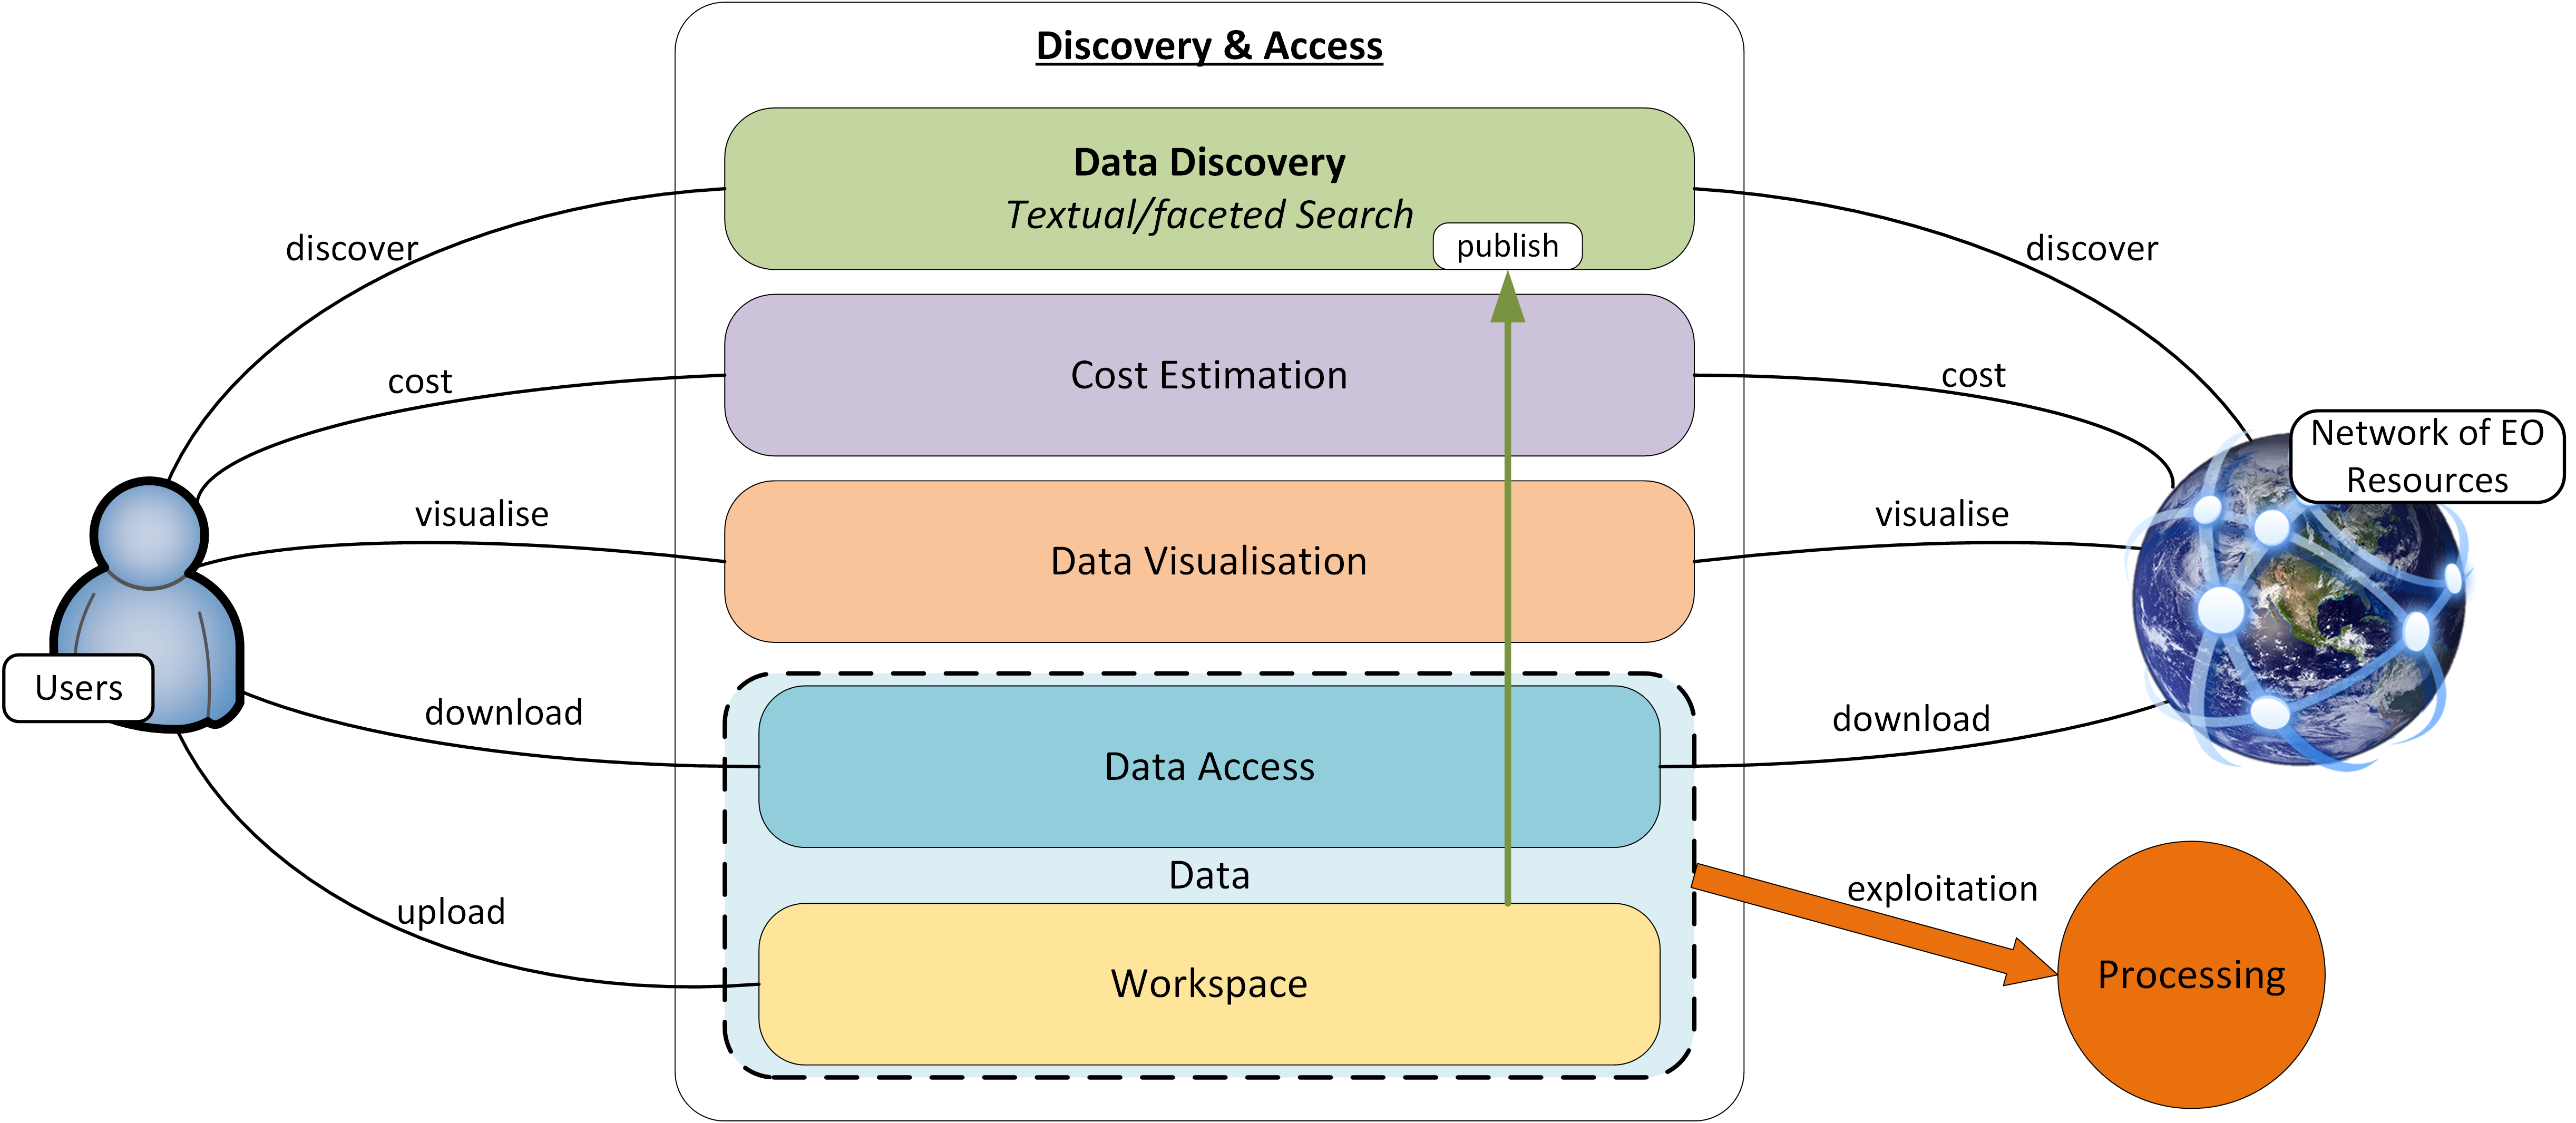 Discovery & Access
Data Discovery
Textual/faceted Search
publish
discover
discover
Cost Estimation
cost
cost
Network of EO
Resources
Data Visualisation
visualise
visualise
Users
download
Data Access
download
Data
exploitation
upload
Workspace
Processing